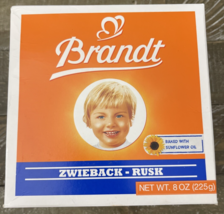 Brandt
BAKED WITH
SUNFLOWER OIL
ZWIEBACK - RUSK
NET WT. 8 OZ (225g)